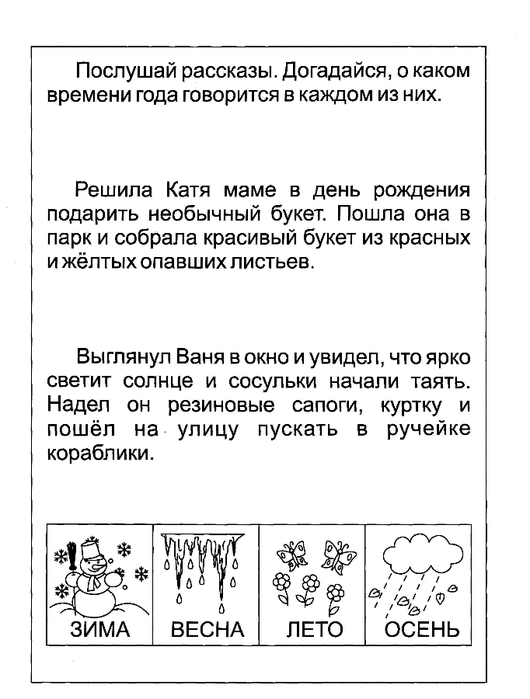 Послушай рассказы. Догадайся, о каком
времени года говорится в каждом из них.
Решила Катя маме в день рождения
подарить необычный букет. Пошла она в
парк и собрала красивый букет из красных
и жёлтых опавших листьев.
Выглянул Ваня в окно и увидел, что ярко
светит солнце и сосульки начали таять.
Надел он резиновые сапоги, куртку и
пошёл на улицу пускать в ручейке
кораблики.
ЗИМА ВЕСНА ЛЕТО ОСЕНЬ